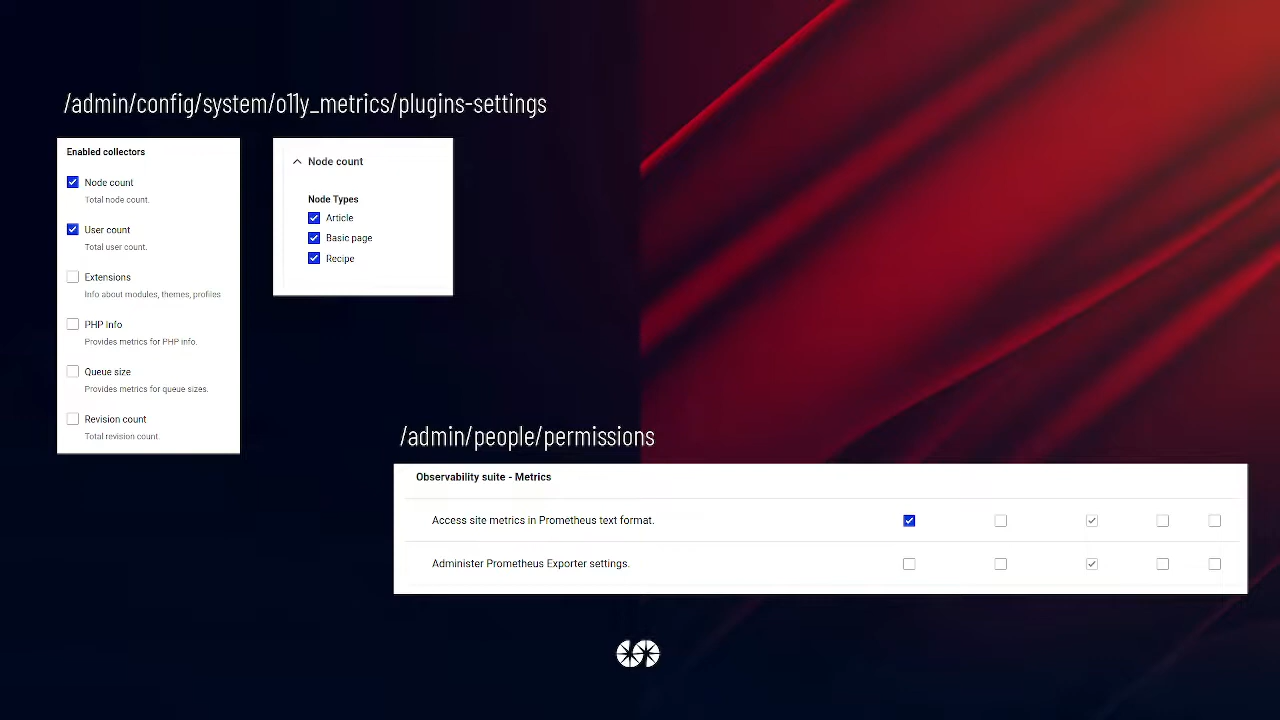 /admin/config/system/o11y_metrics/plugins-settings
Enabled collectors
Node count
Total node count.
User count
Total user count.
Extensions
Info about modules, themes, profiles
PHP Info
Provides metrics for PHP info.
Queue size
Provides metrics for queue sizes.
Revision count
Total revision count.
Node count
Node Types
Article
Basic page
Recipe
/admin/people/permissions
Observability suite - Metrics
Access site metrics in Prometheus text format.
Administer Prometheus Exporter settings.